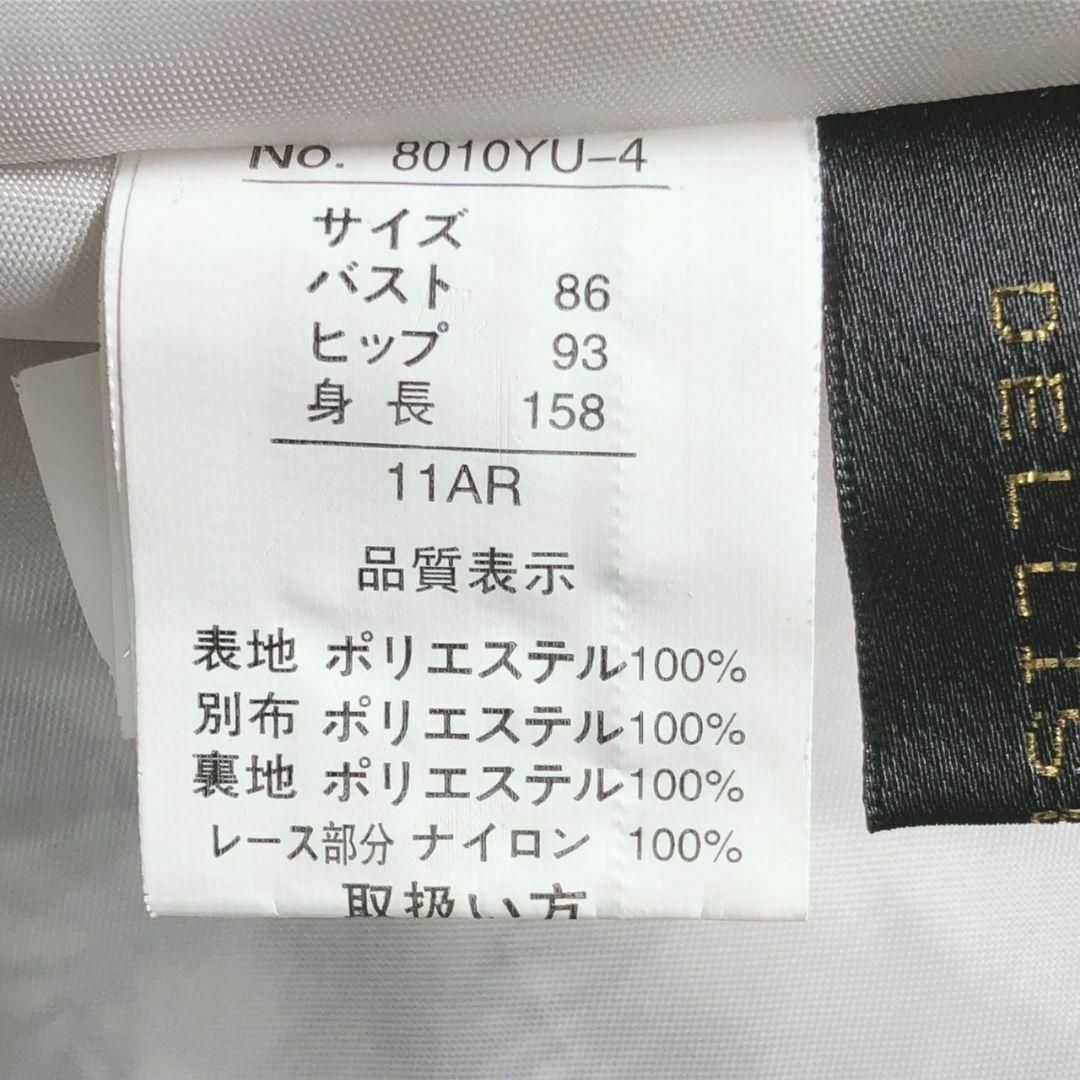 No. 8010YU-4
サイズ
バスト 86
ヒップ 93
身長 158
11AR
品質表示
表地 ポリエステル100%
別布 ポリエステル100%
裏地 ポリエステル100%
レース部分 ナイロン 100%
取扱い方
DELLIS